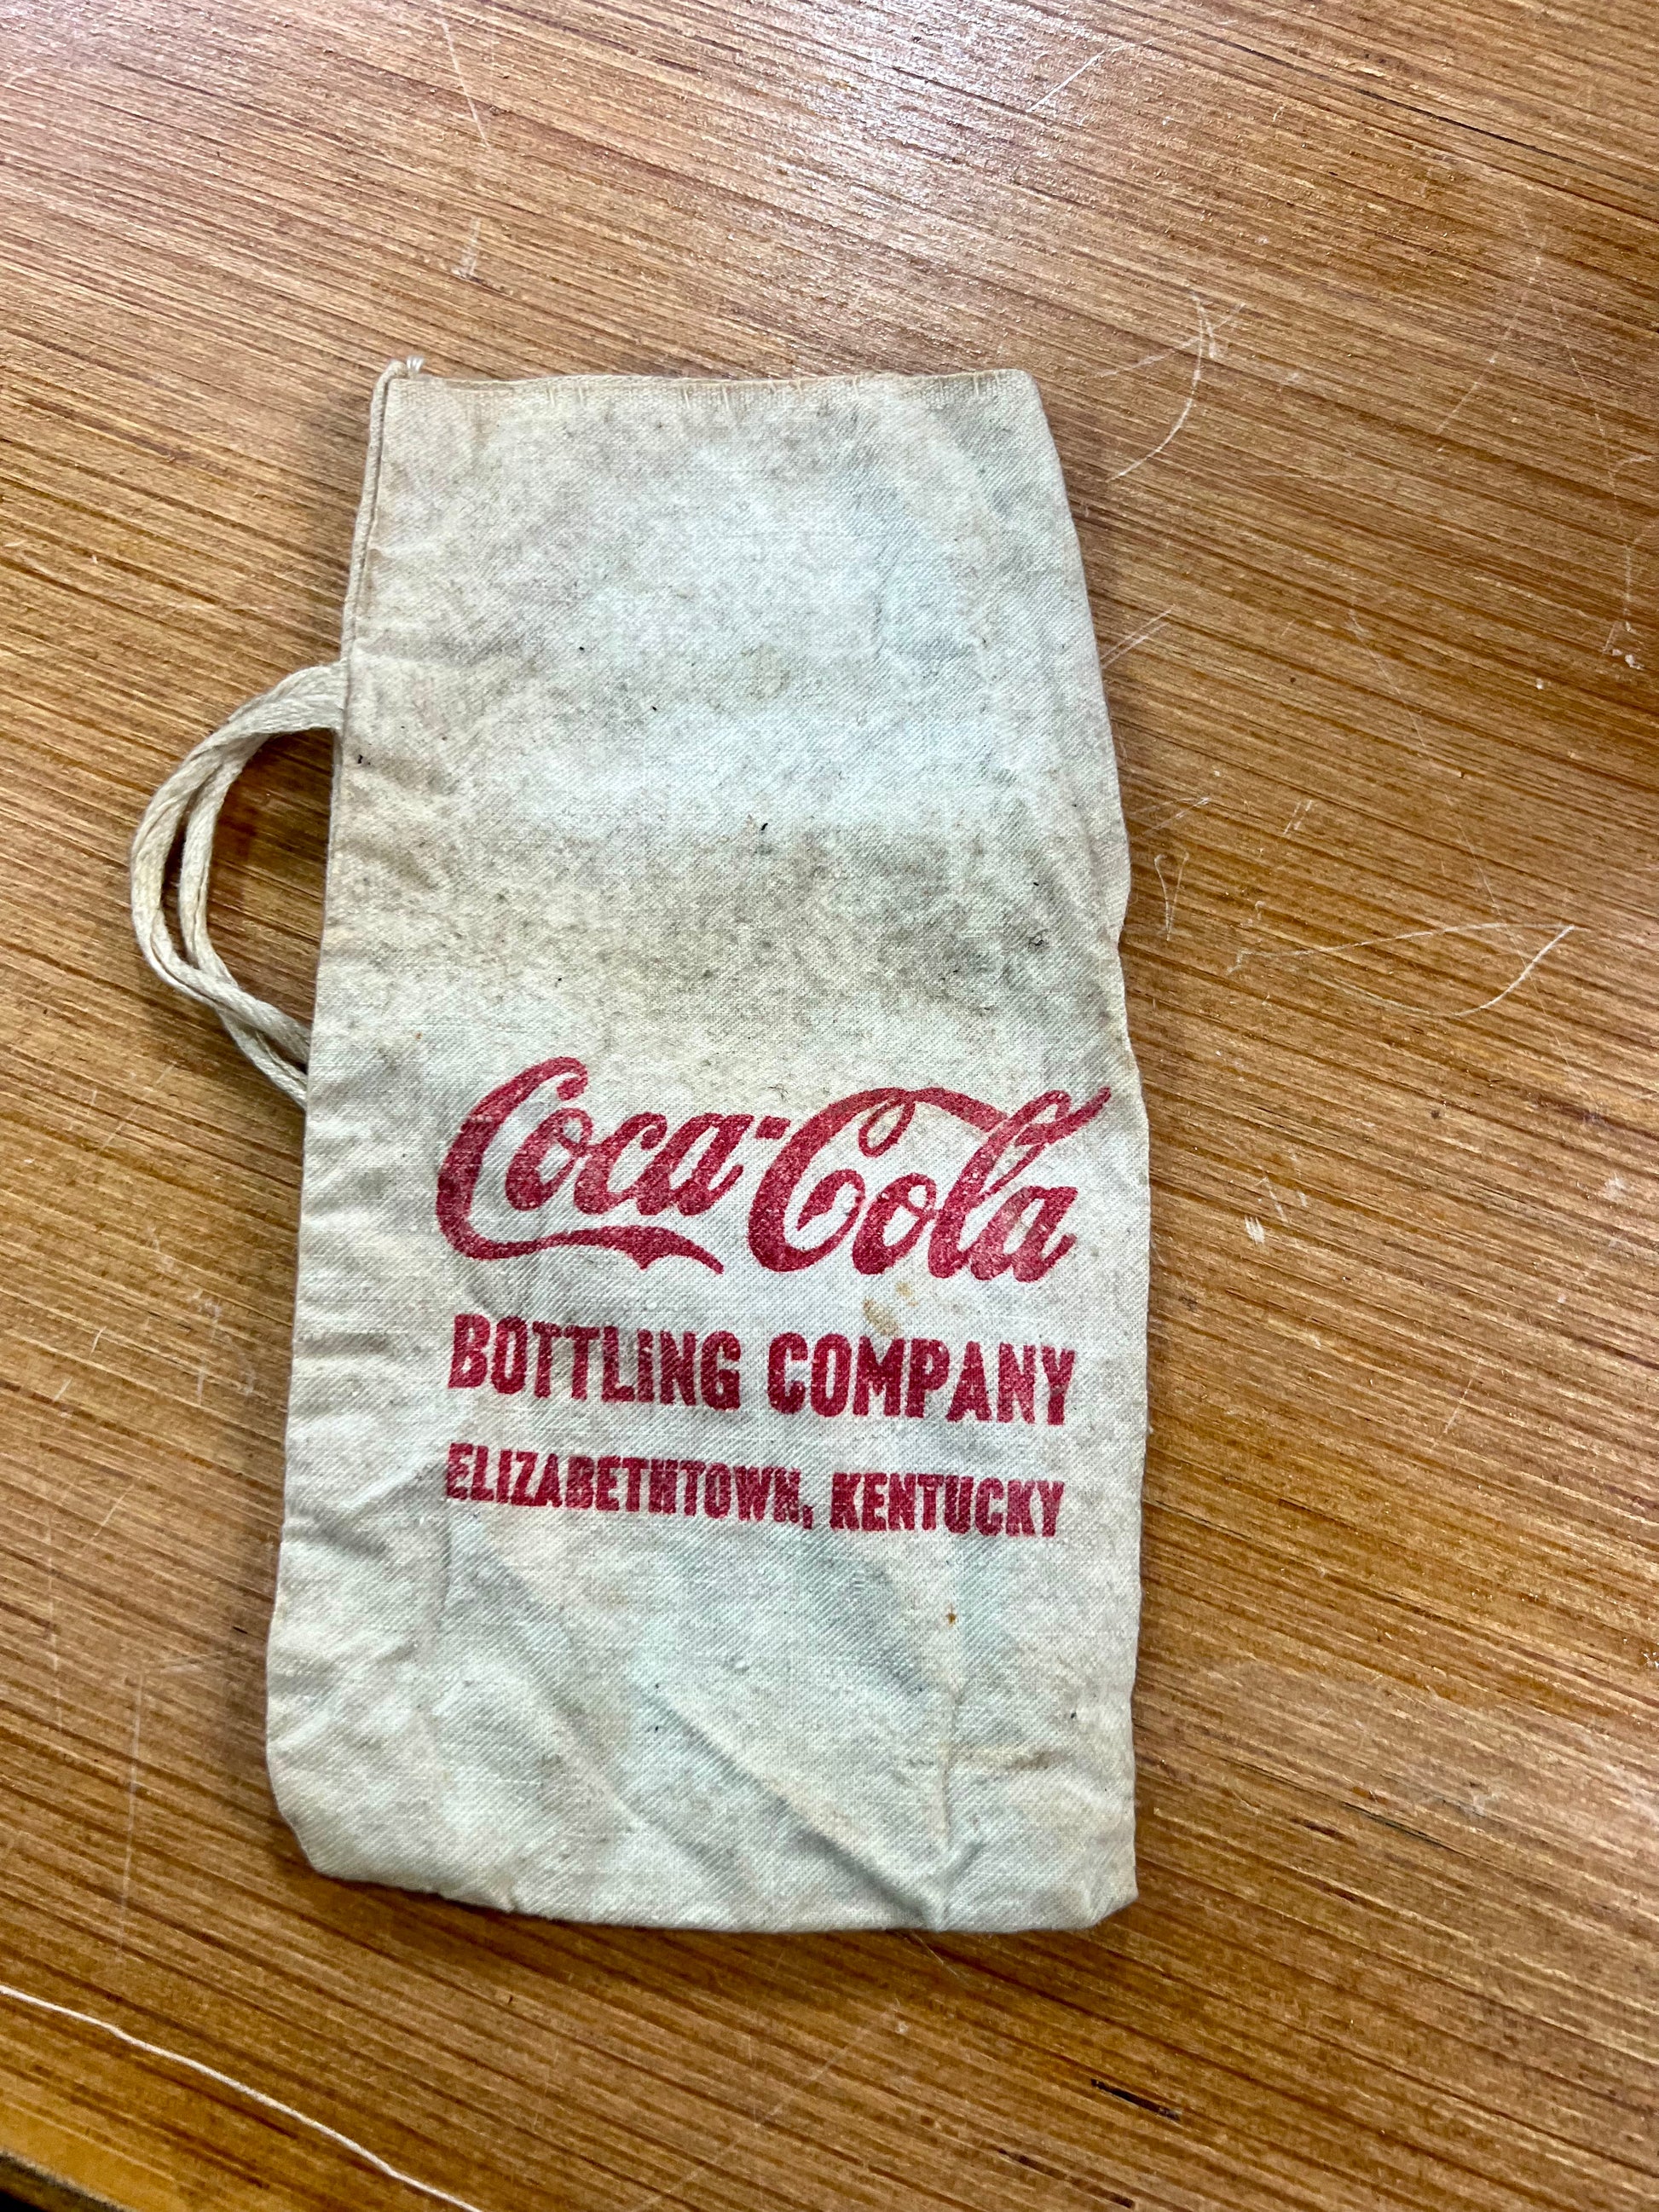 Coca-Cola
BOTTLING COMPANY
ELIZABETHTOWN, KENTUCKY